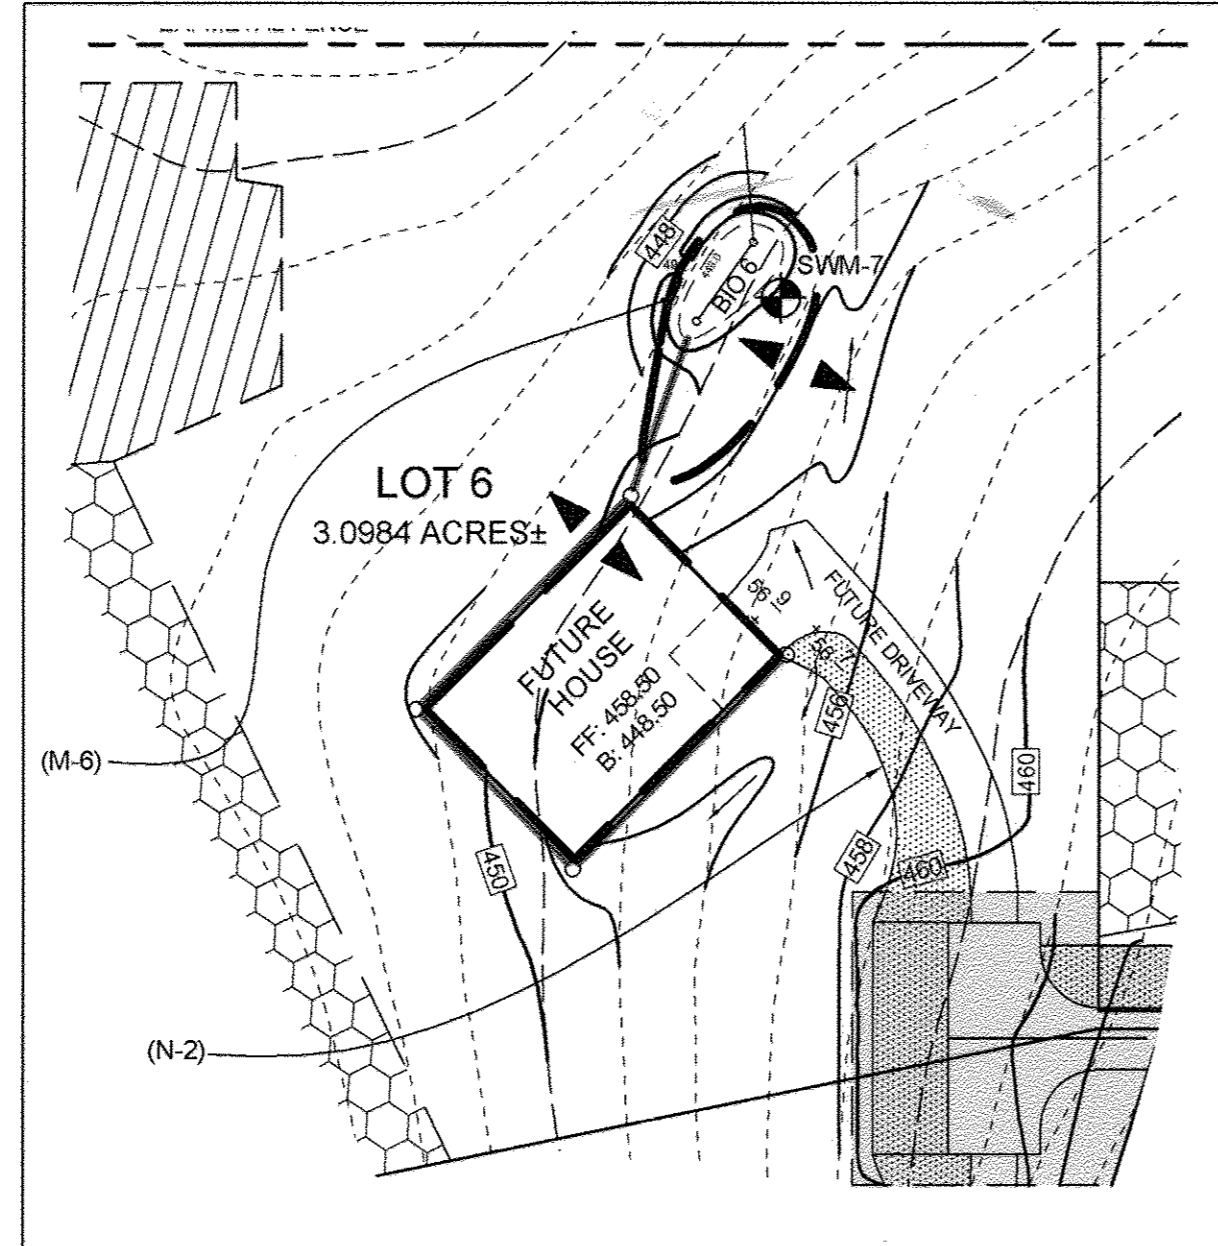 448
BIO 6
SWM-7
LOT 6
3.0984 ACRES±
FUTURE
HOUSE
FF: 458.50
B: 448.50
FUTURE DRIVEWAY
456
(M-6)
460
450
458
460
(N-2)